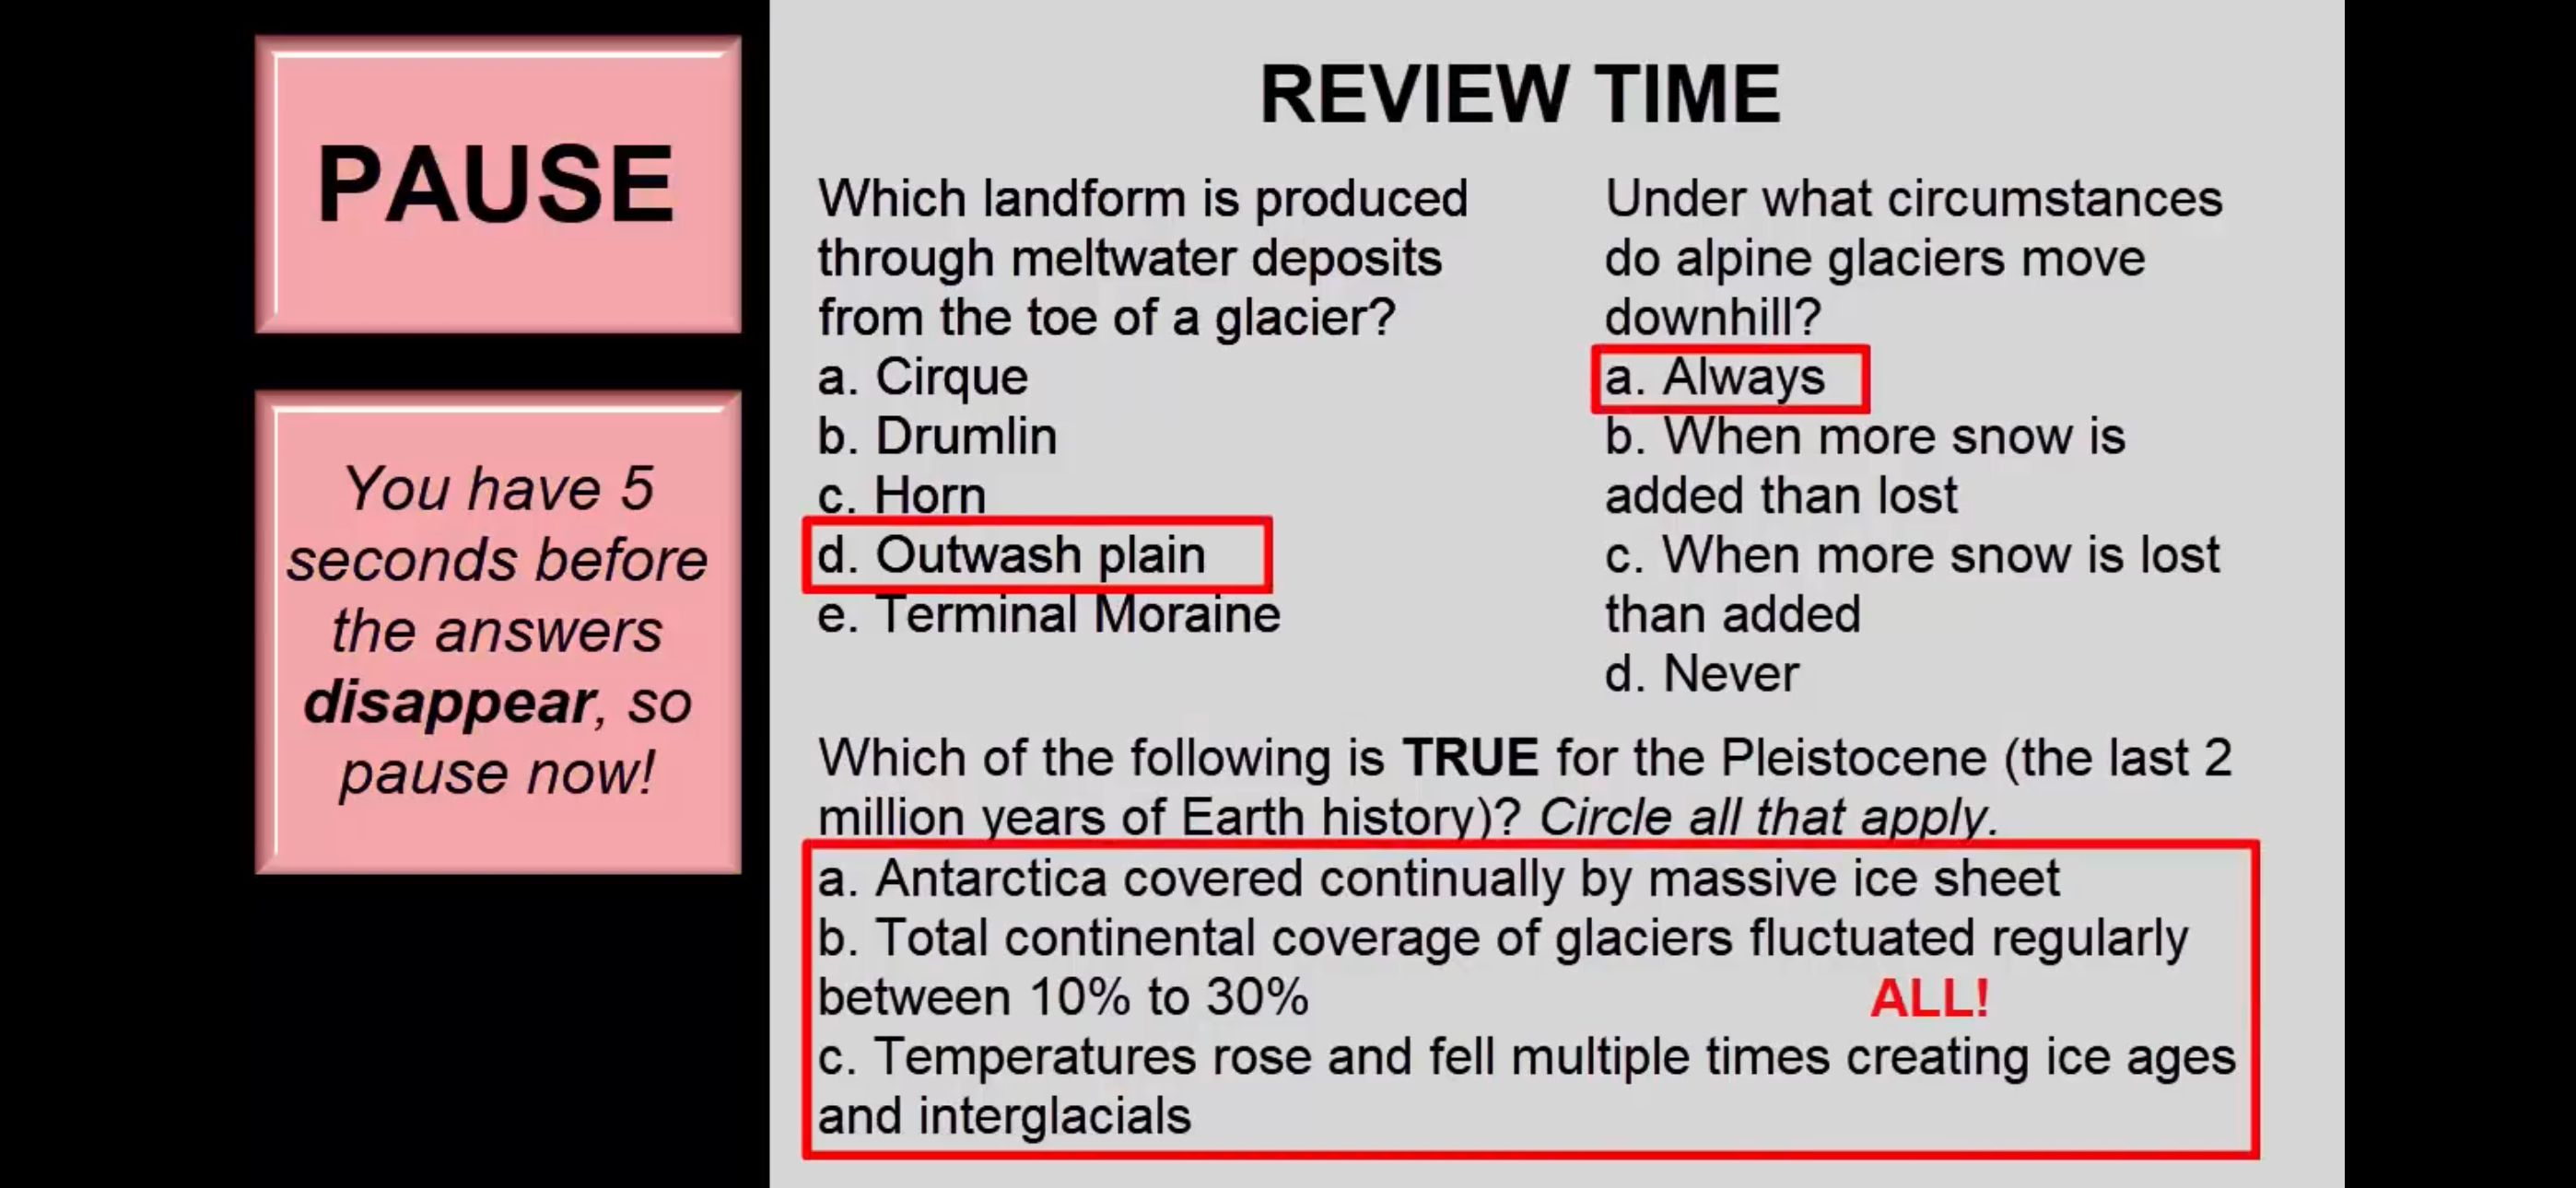 PAUSE
You have 5
seconds before
the answers
disappear, so
pause now!
REVIEW TIME
Which landform is produced
through meltwater deposits
from the toe of a glacier?
a. Cirque
b. Drumlin
c. Horn
d. Outwash plain
e. Terminal Moraine
Under what circumstances
do alpine glaciers move
downhill?
a. Always
b. When more snow is
added than lost
c. When more snow is lost
than added
d. Never
Which of the following is TRUE for the Pleistocene (the last 2
million years of Earth history)? Circle all that apply.
a. Antarctica covered continually by massive ice sheet
b. Total continental coverage of glaciers fluctuated regularly
between 10% to 30%
ALL!
c. Temperatures rose and fell multiple times creating ice ages
and interglacials